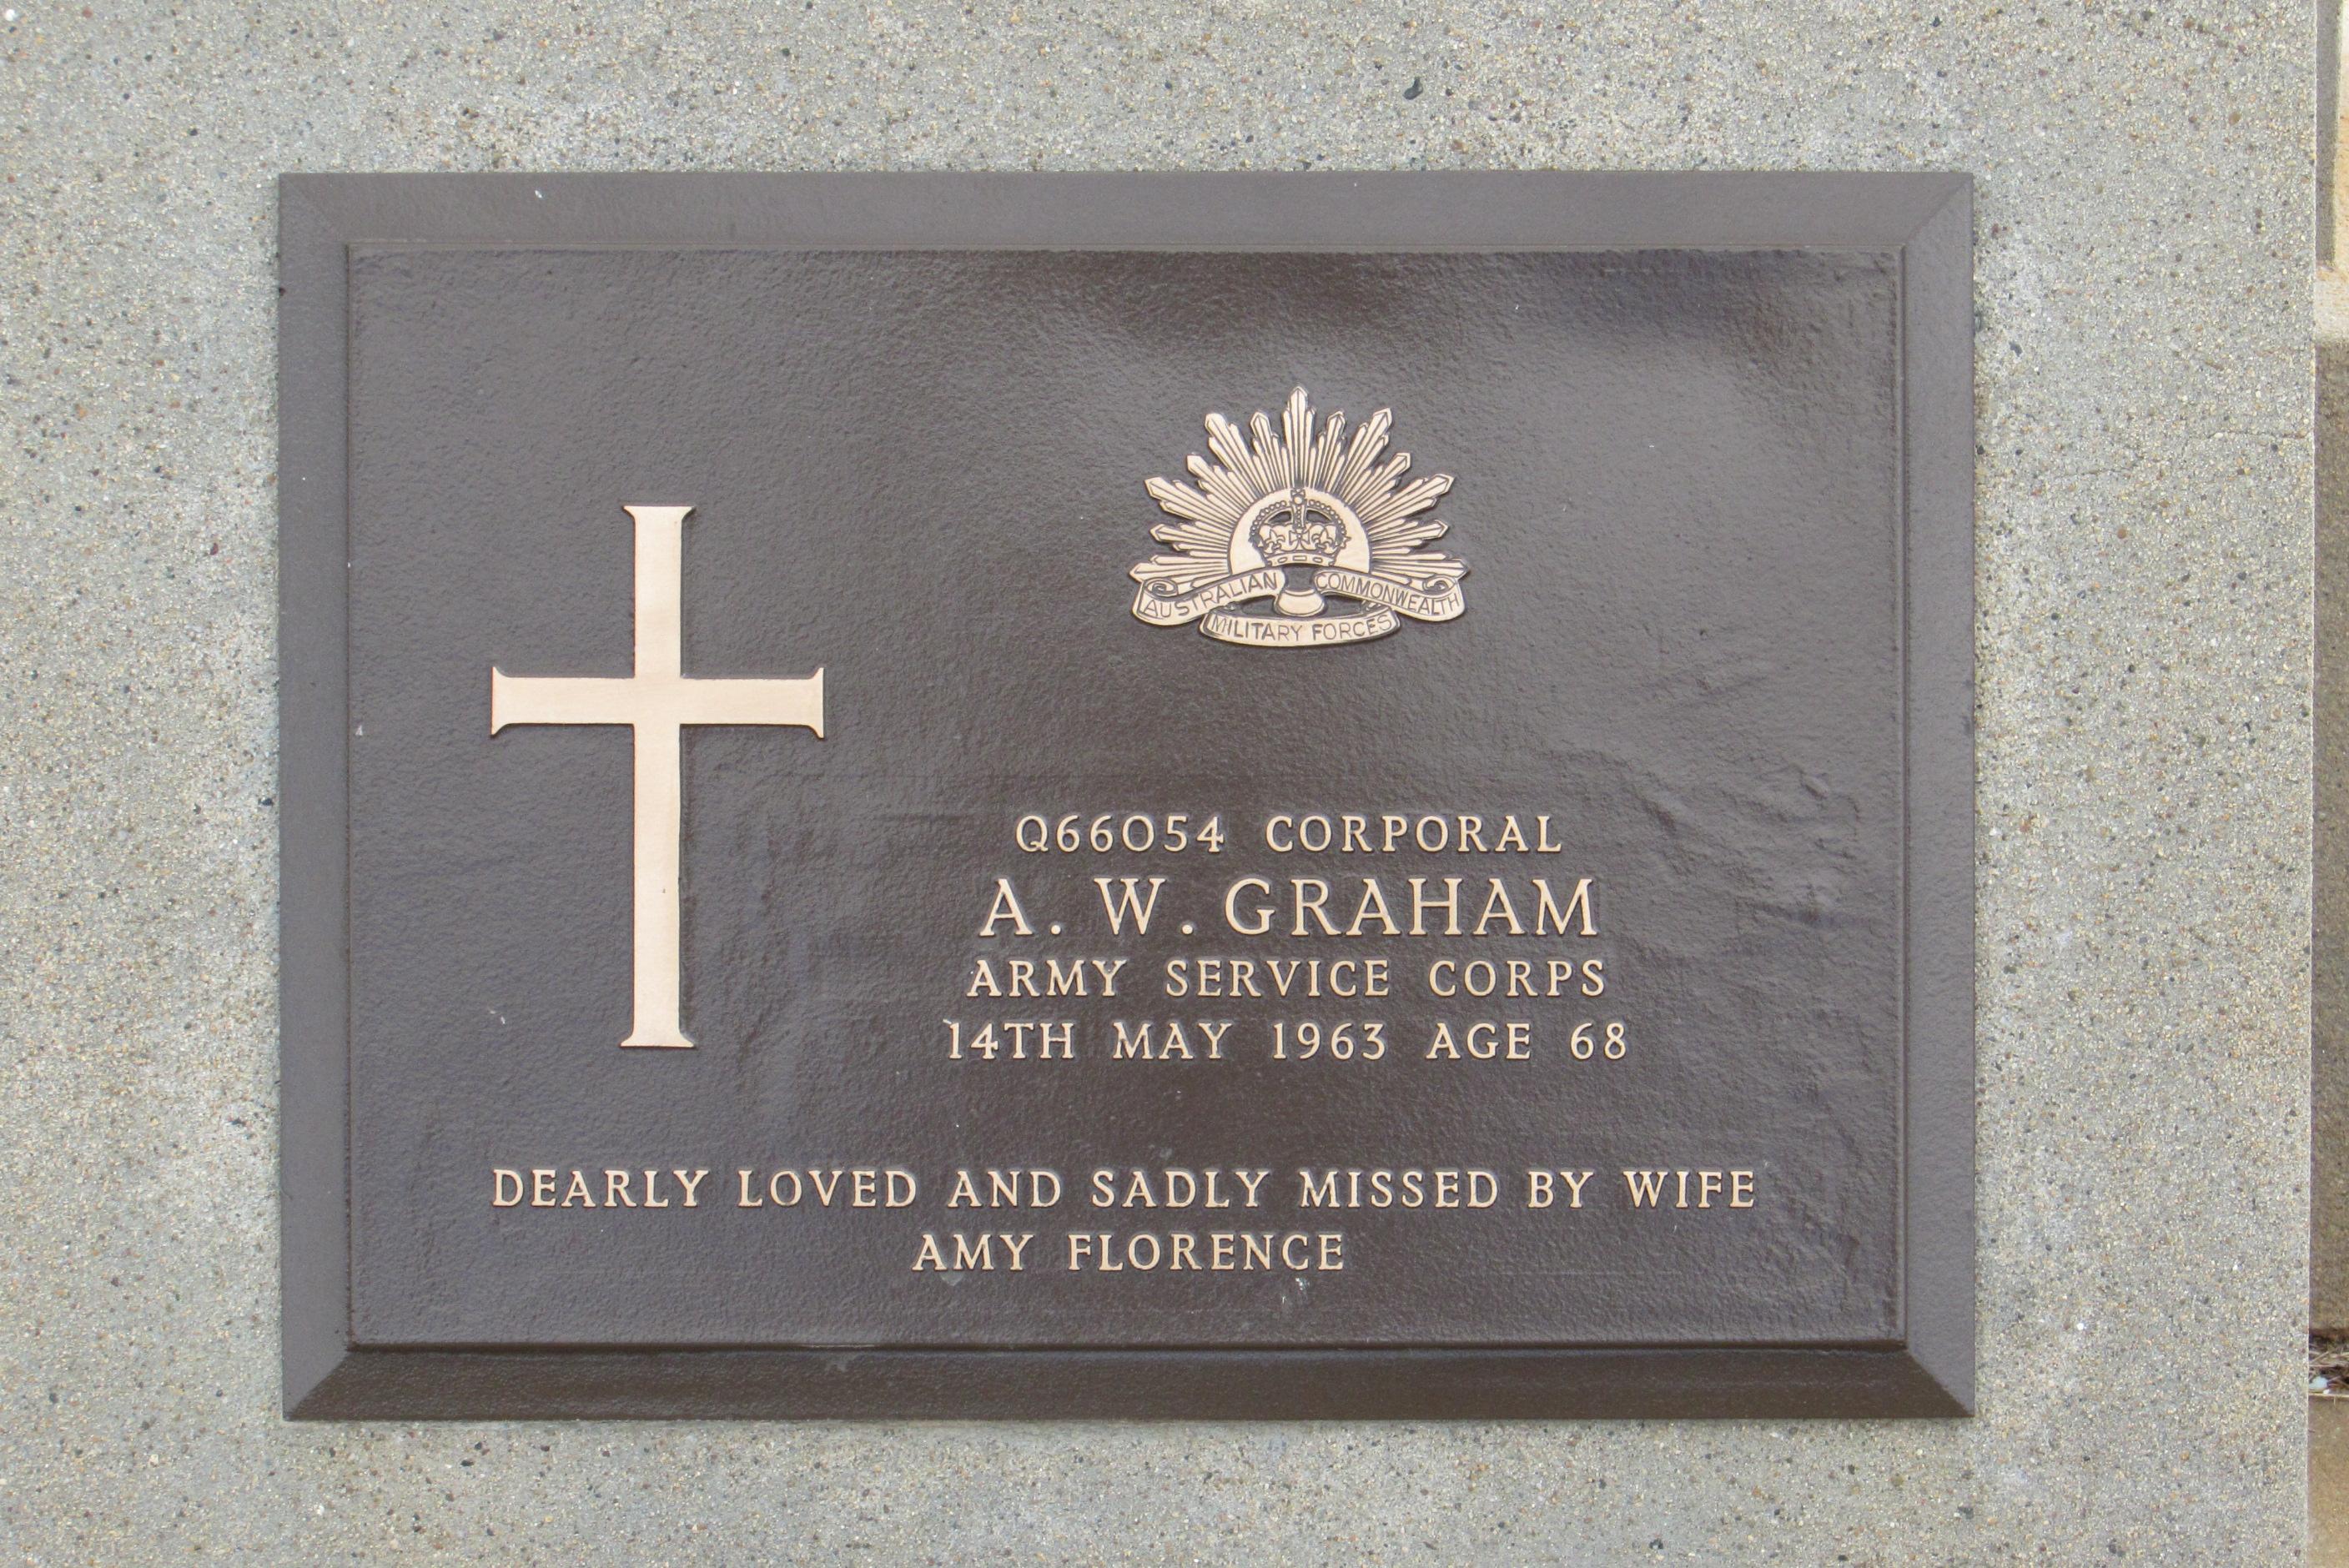 AUSTRALIAN COMMONWEALTH
MILITARY FORCES
Q66054 CORPORAL
A. W. GRAHAM
ARMY SERVICE CORPS
14TH MAY 1963 AGE 68
DEARLY LOVED AND SADLY MISSED BY WIFE
AMY FLORENCE